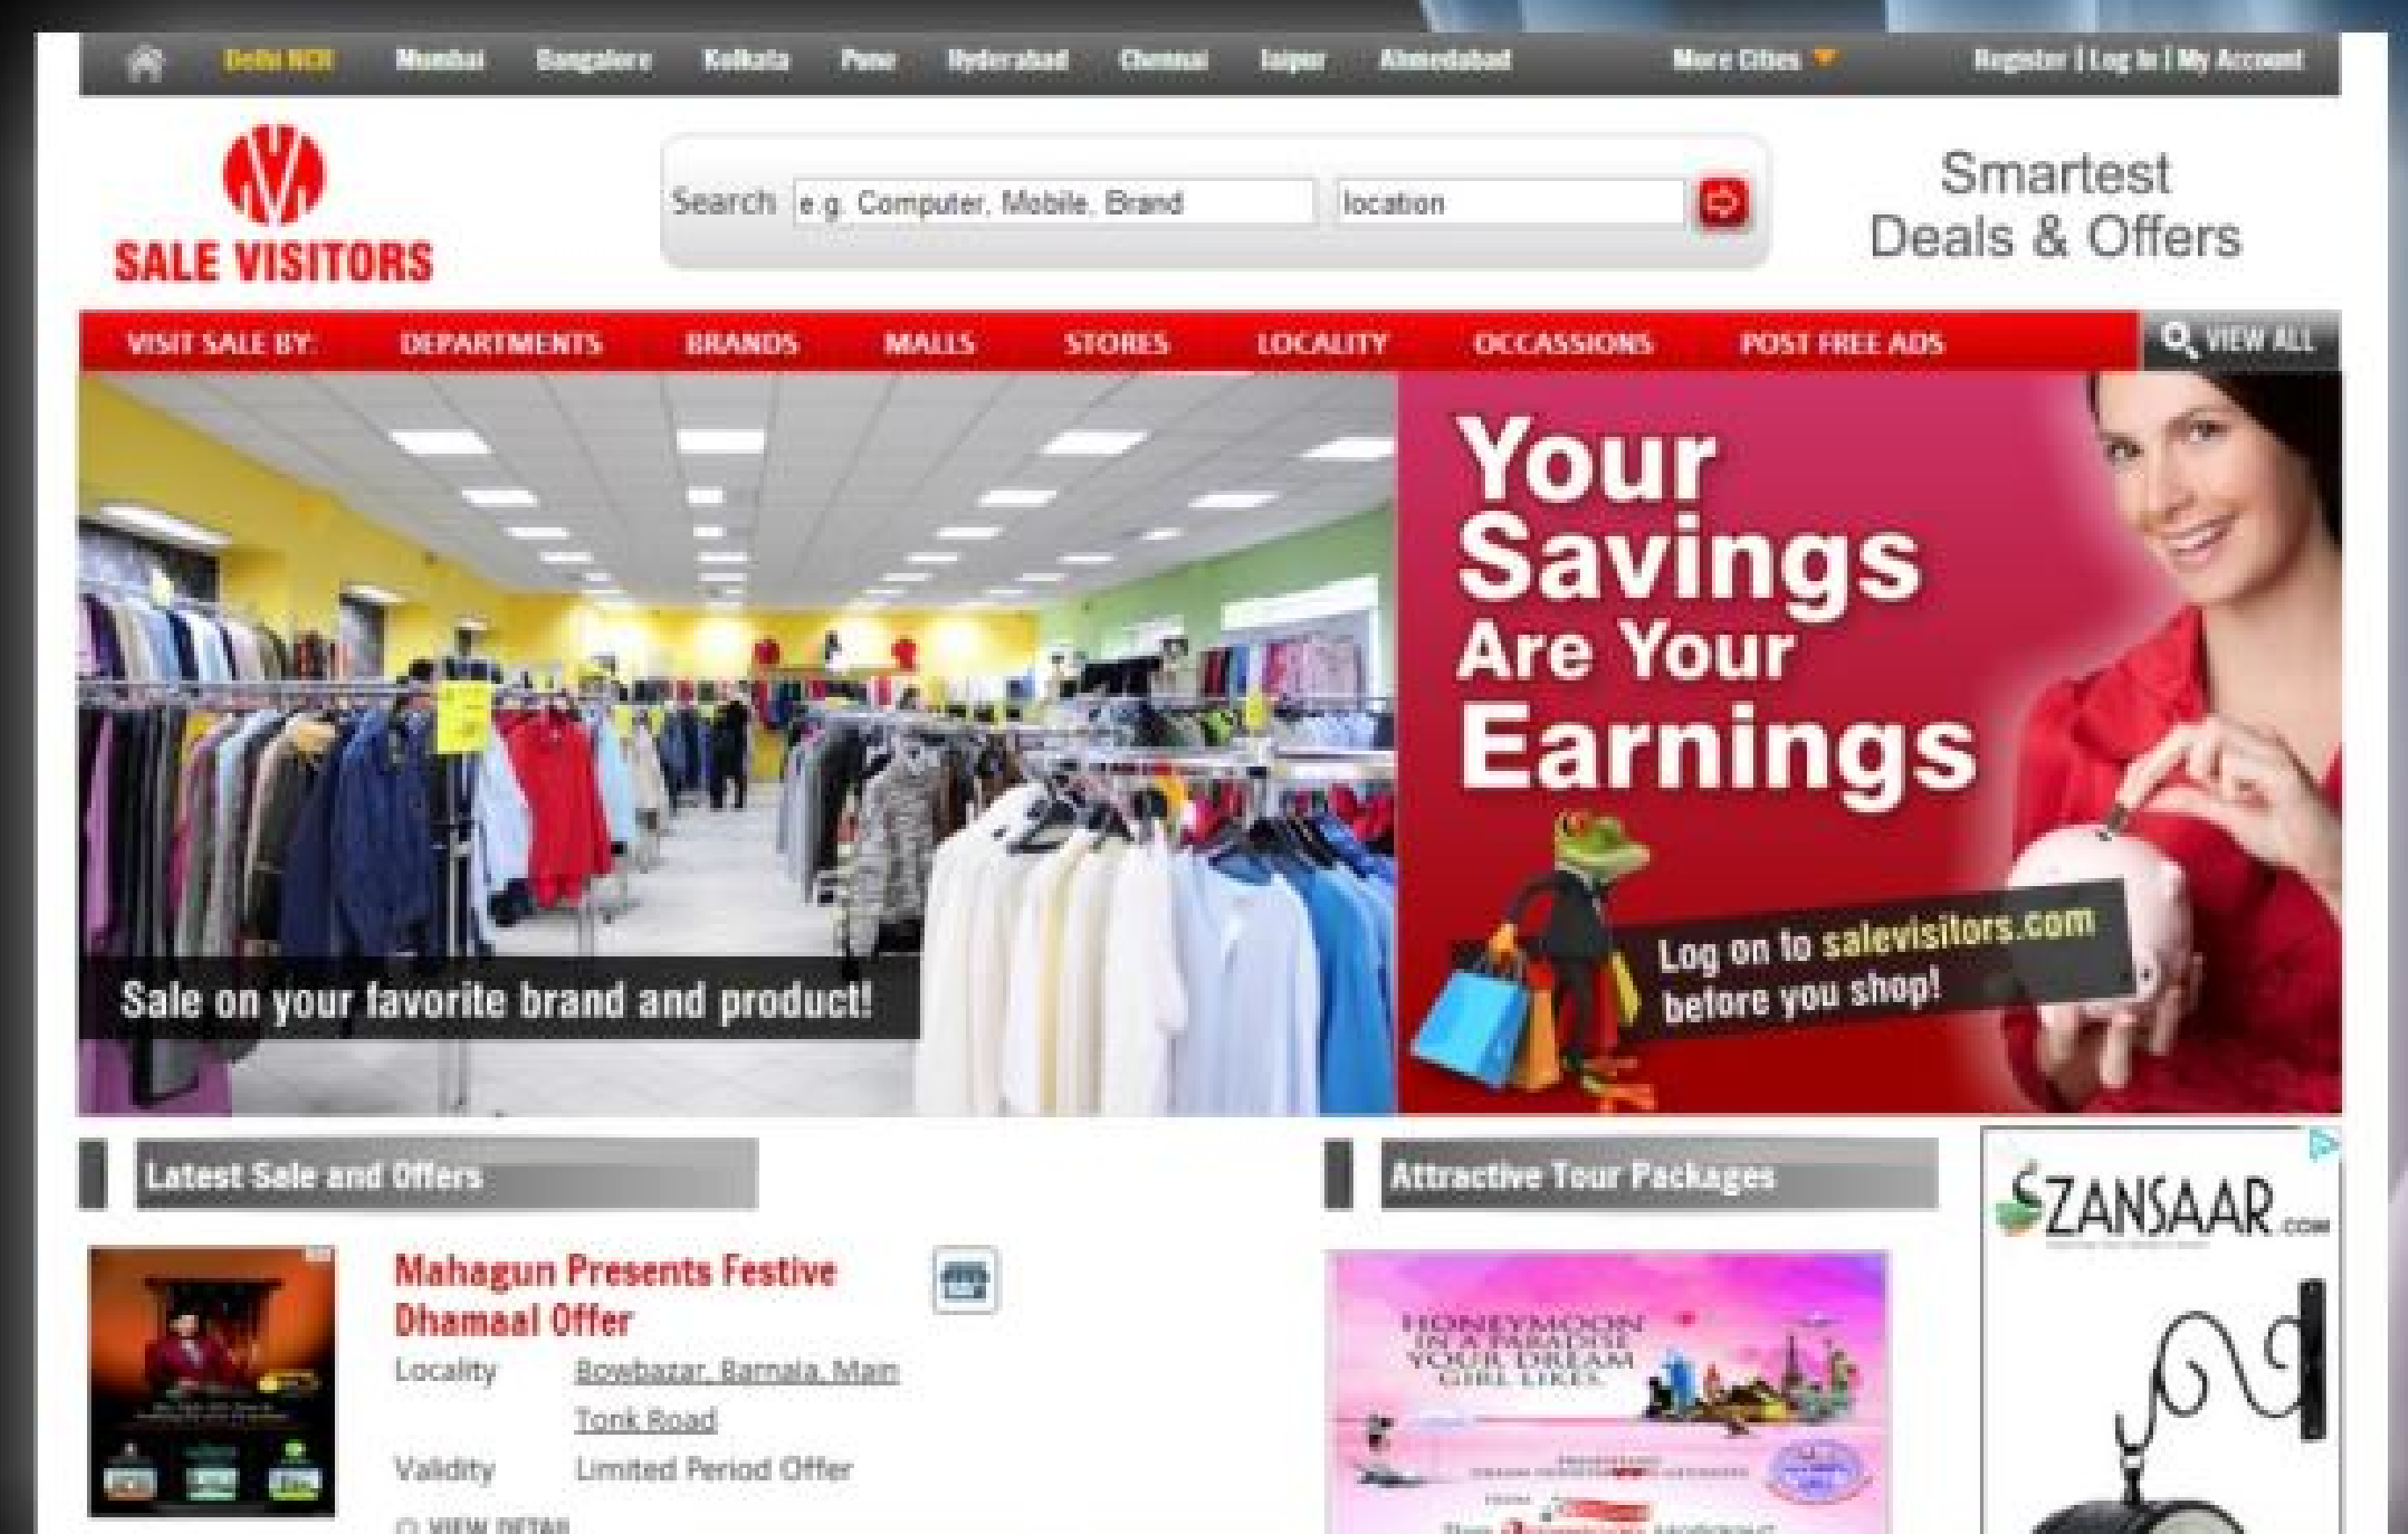 Delhi NCR Mumbai Bangalore Kolkata Pune Hyderabad Chennai Jaipur Ahmedabad More Cities Register | Log In | My Account
SALE VISITORS
Search e.g. Computer, Mobile, Brand location
Smartest
Deals & Offers
VISIT SALE BY: DEPARTMENTS BRANDS MALLS STORES LOCALITY OCCASSIONS POST FREE ADS VIEW ALL
Sale on your favorite brand and product!
Your
Savings
Are Your
Earnings
Log on to salevisitors.com
before you shop!
Latest Sale and Offers
Mahagun Presents Festive
Dhamaal Offer
Locality Bowbazar, Barnala, Main
Tonk Road
Validity Limited Period Offer
VIEW DETAIL
Attractive Tour Packages
HONEYMOON
IN A PARADISE
YOUR DREAM
GIRL LIKES.
ZANSAAR.COM